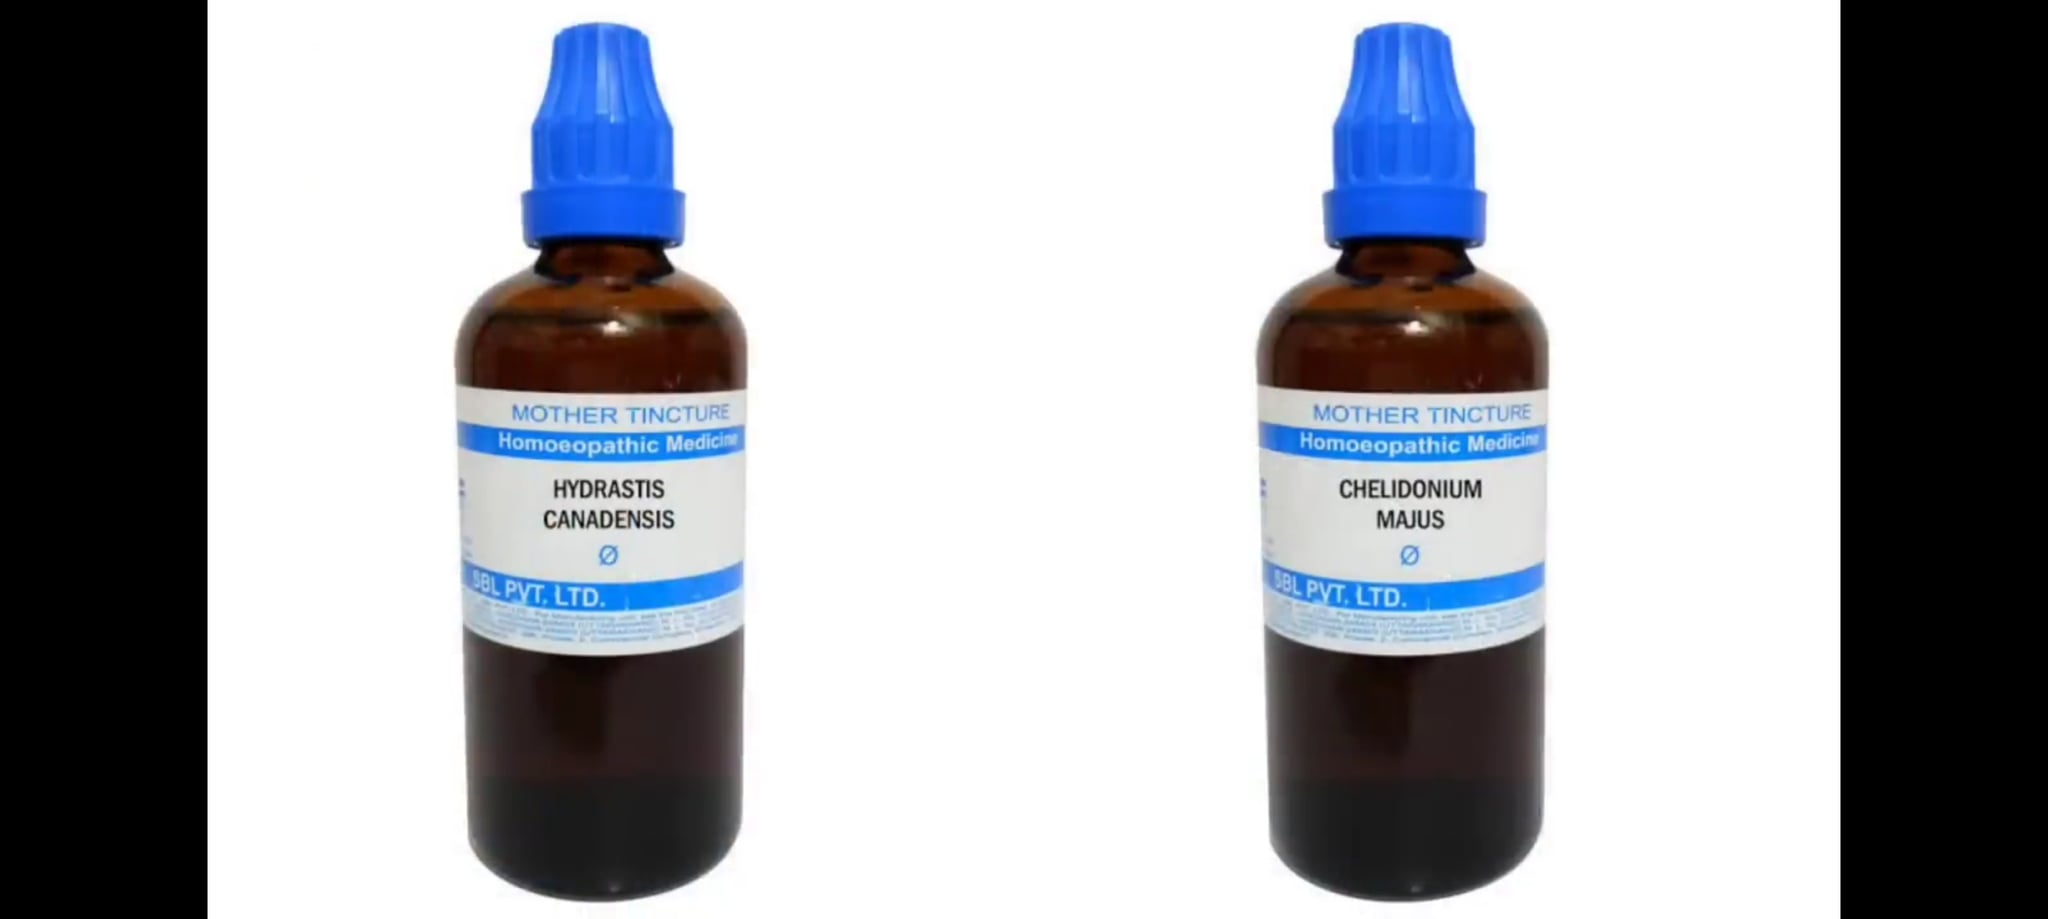 MOTHER TINCTURE
Homoeopathic Medicine
HYDRASTIS
CANADENSIS
Ø
SBL PVT. LTD.
MOTHER TINCTURE
Homoeopathic Medicine
CHELIDONIUM
MAJUS
Ø
SBL PVT. LTD.